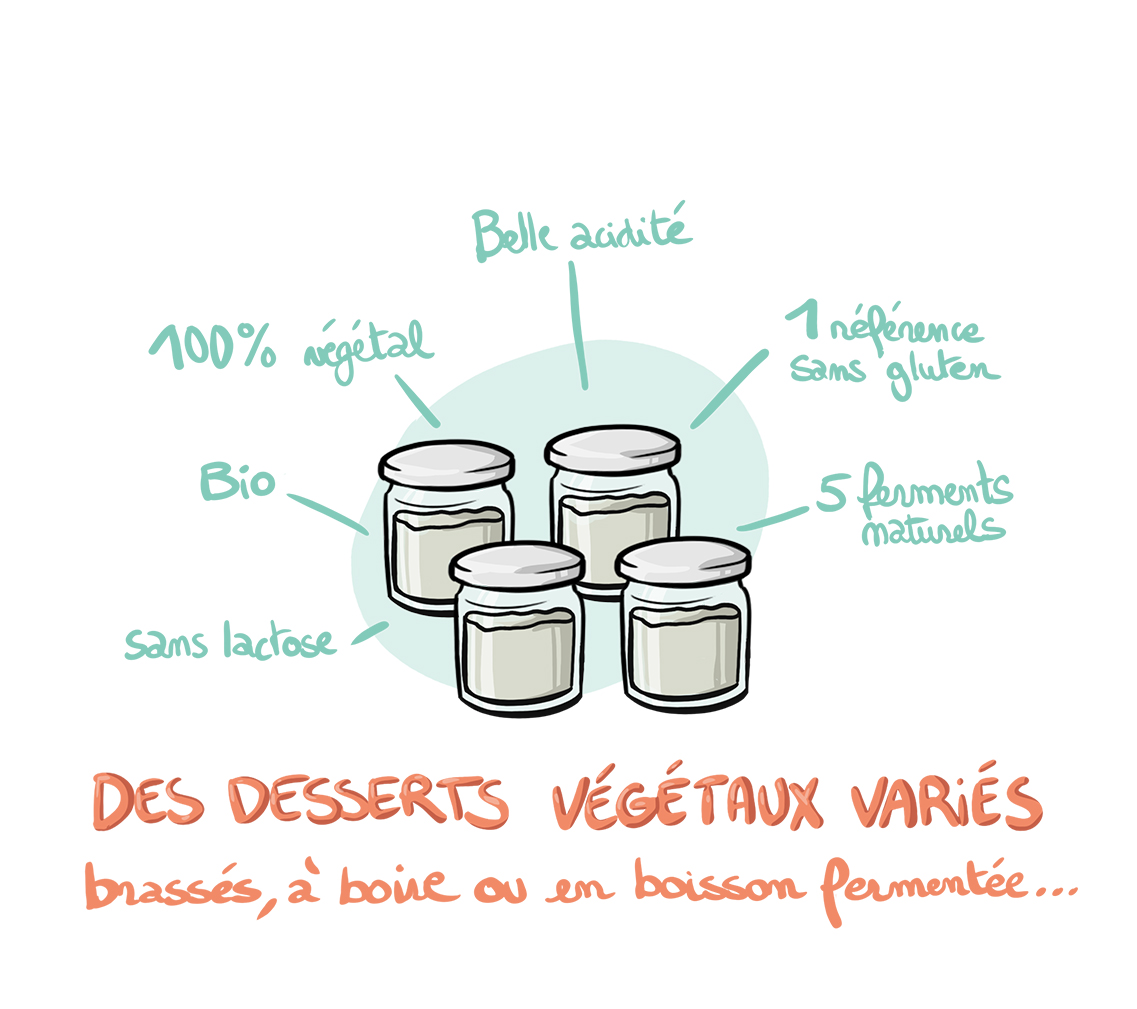 Belle acidité
100% végétal
1 référence
sans gluten
Bio
5 ferments
naturels
sans lactose
DES DESSERTS VÉGÉTAUX VARiÉS
brassés, à boire ou en boisson fermentée...